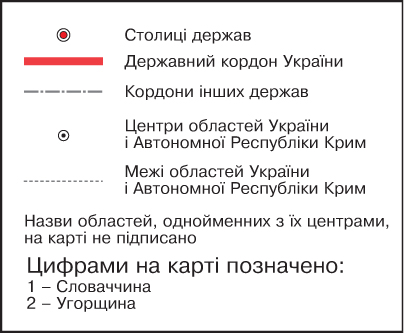 Столиці держав
Державний кордон України
Кордони інших держав
Центри областей України
і Автономної Республіки Крим
Межі областей України
і Автономної Республіки Крим
Назви областей, однойменних з їх центрами,
на карті не підписано
Цифрами на карті позначено:
1 – Словаччина
2 – Угорщина